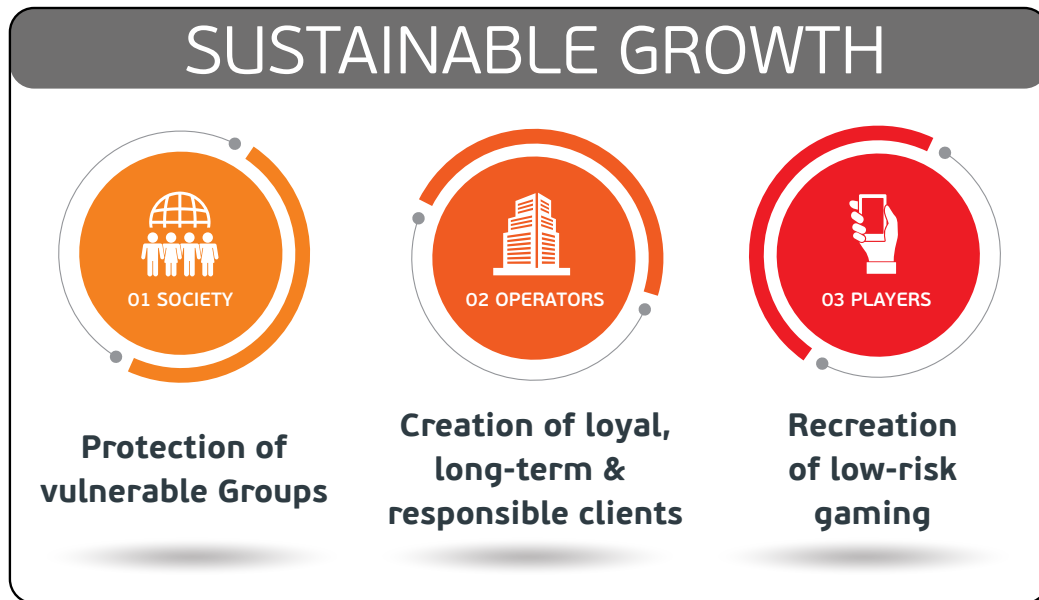 SUSTAINABLE GROWTH
01 SOCIETY
Protection of
vulnerable Groups
02 OPERATORS
Creation of loyal,
long-term &
responsible clients
03 PLAYERS
Recreation
of low-risk
gaming